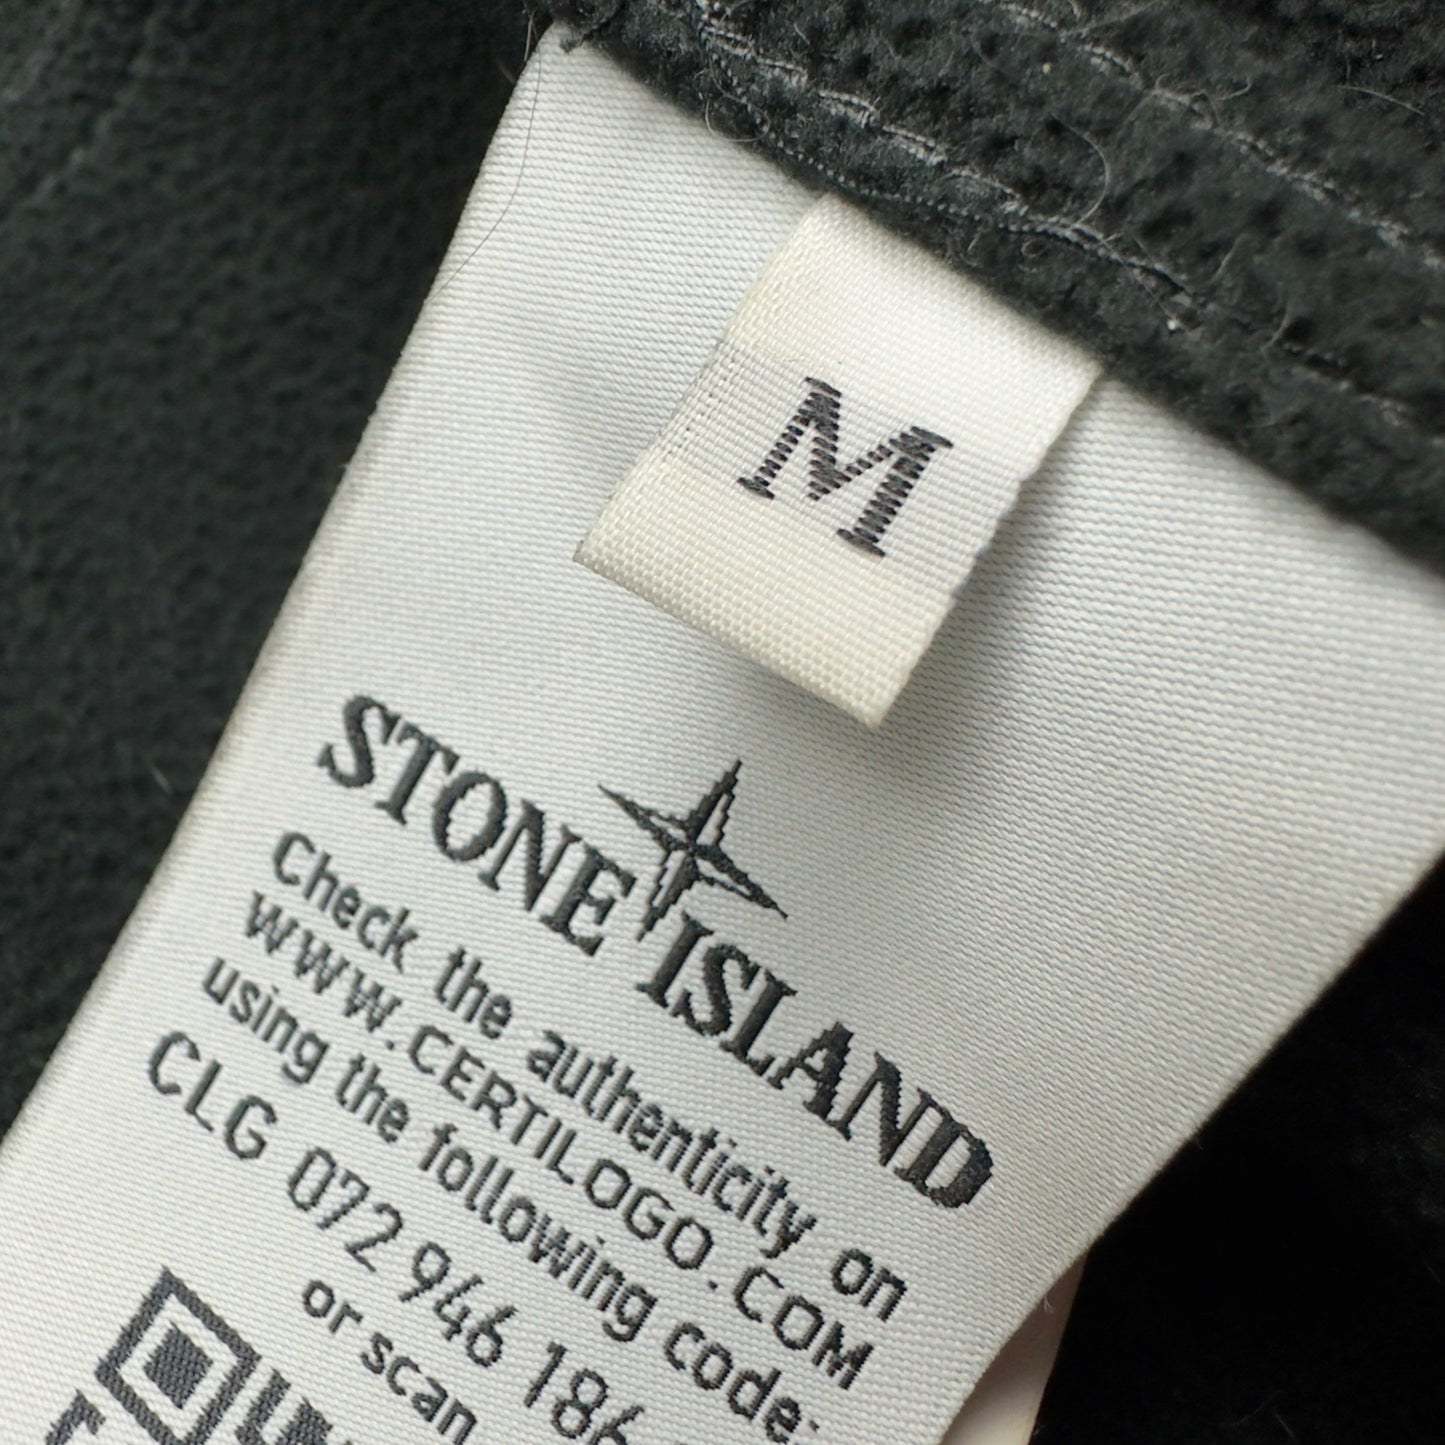 M
STONE ISLAND
Check the authenticity on
WWW.CERTILOGO.COM
using the following code:
CLG 072 946 186
or scan